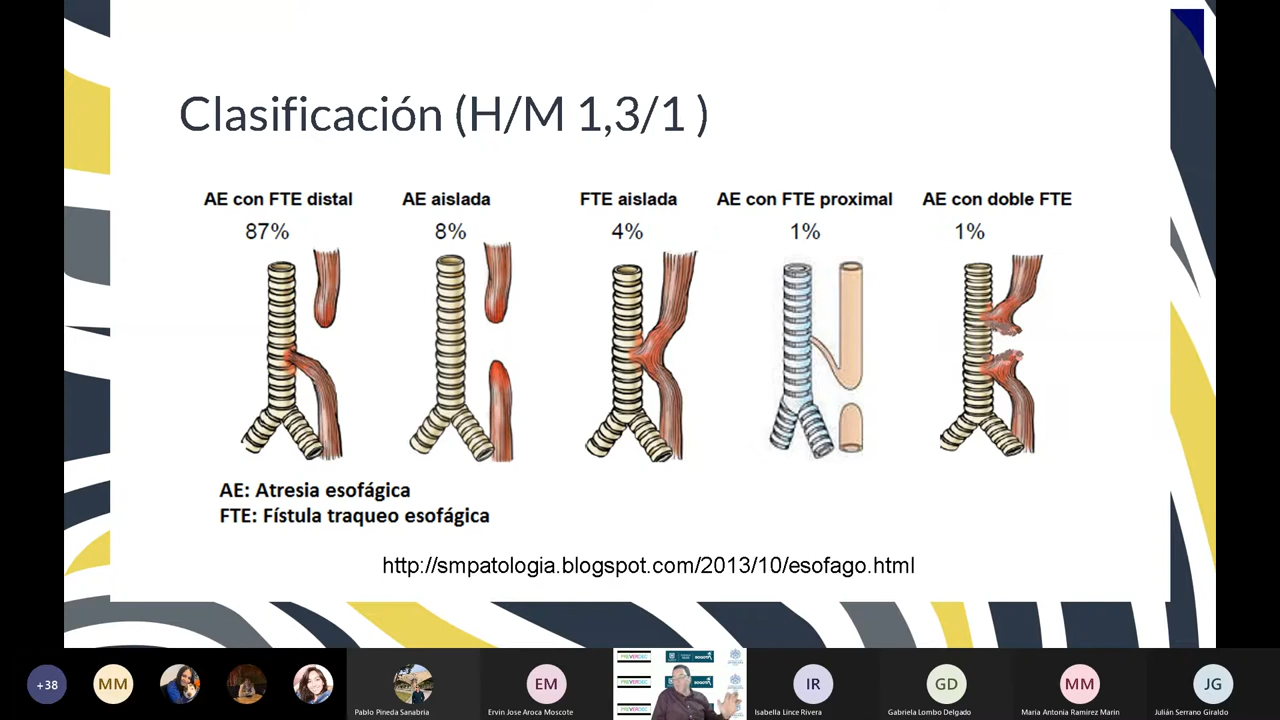 Clasificación (H/M 1,3/1 )
AE con FTE distal
87%
AE aislada
8%
FTE aislada
4%
AE con FTE proximal
1%
AE con doble FTE
1%
AE: Atresia esofágica
FTE: Fístula traqueo esofágica
http://smpatologia.blogspot.com/2013/10/esofago.html
+38
MM
Pablo Pineda Sanabria
EM
Ervin Jose Aroca Moscote
IR
Isabella Lince Rivera
GD
Gabriela Lombo Delgado
MM
Maria Antonia Ramirez Marin
JG
Julián Serrano Giraldo